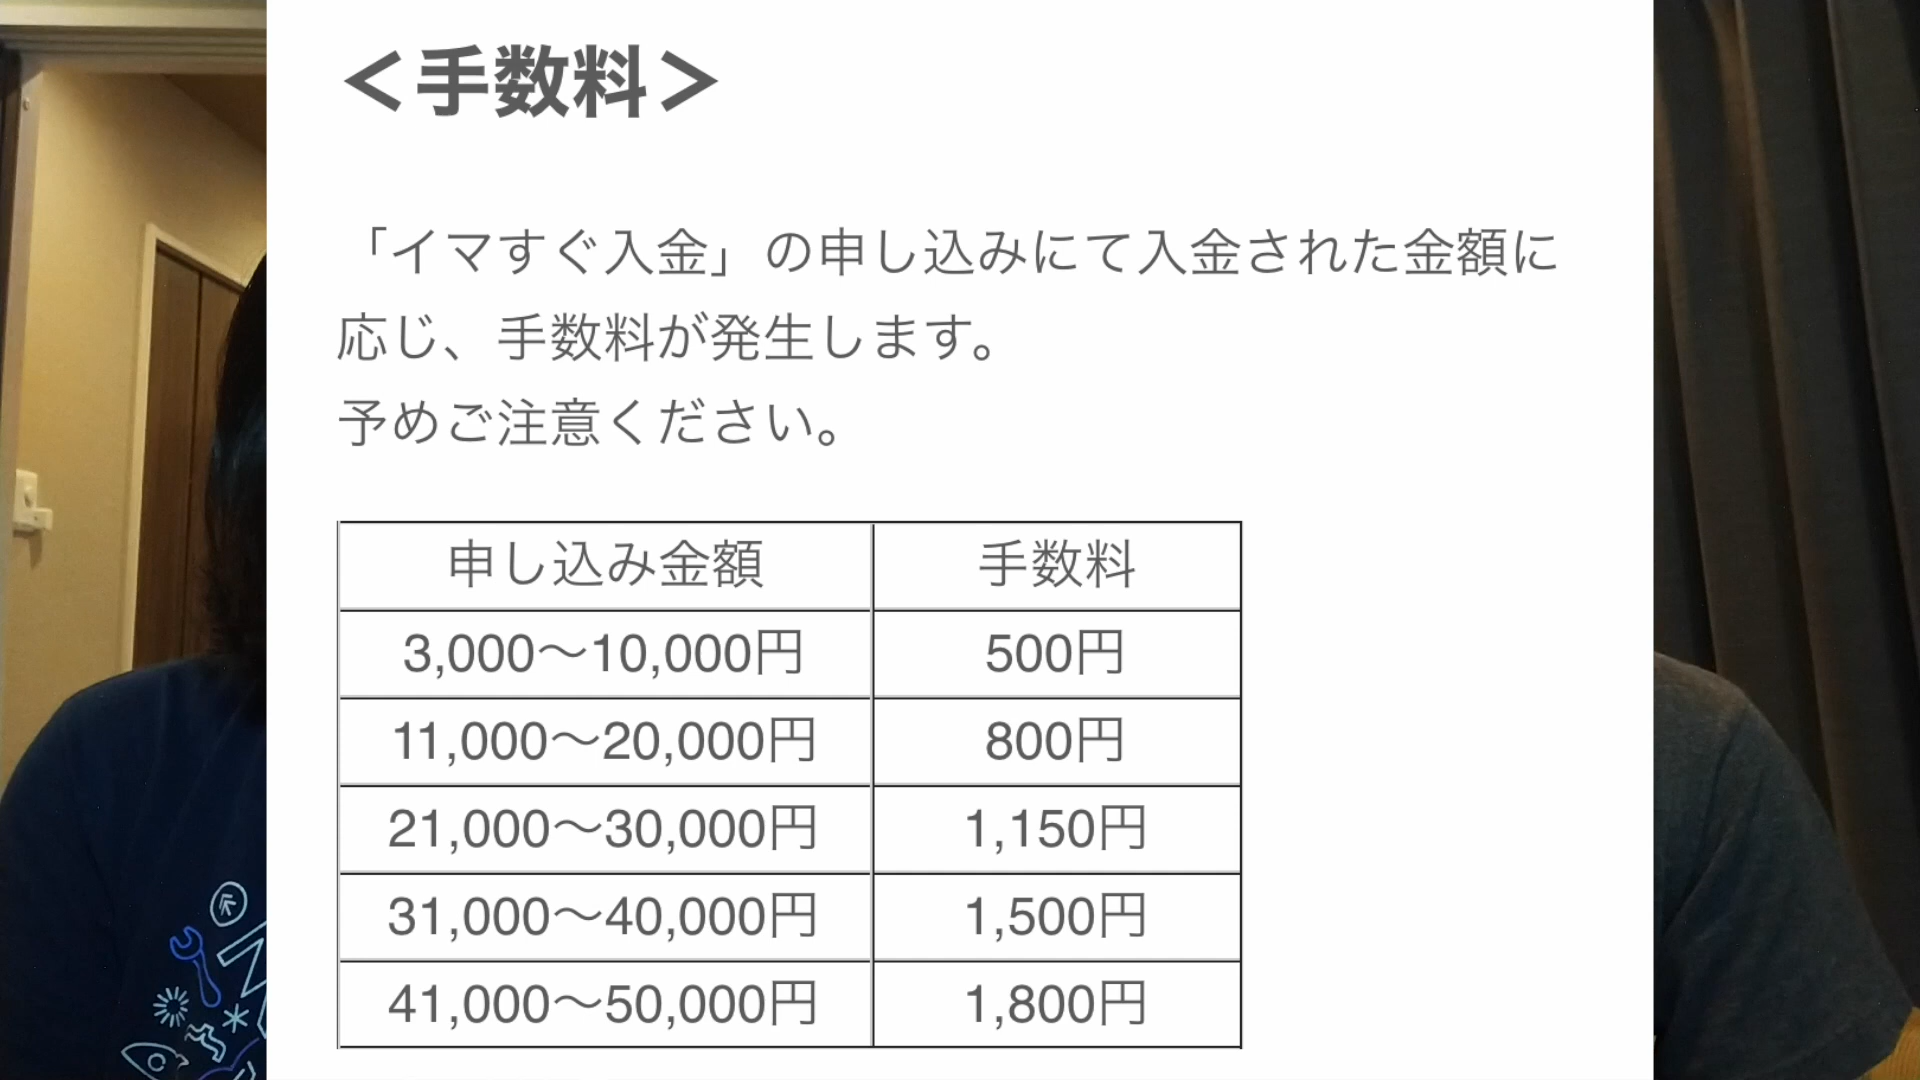 ＜手数料＞
「イマすぐ入金」の申し込みにて入金された金額に
応じ、手数料が発生します。
予めご注意ください。
申し込み金額 手数料
3,000〜10,000円 500円
11,000〜20,000円 800円
21,000〜30,000円 1,150円
31,000〜40,000円 1,500円
41,000〜50,000円 1,800円